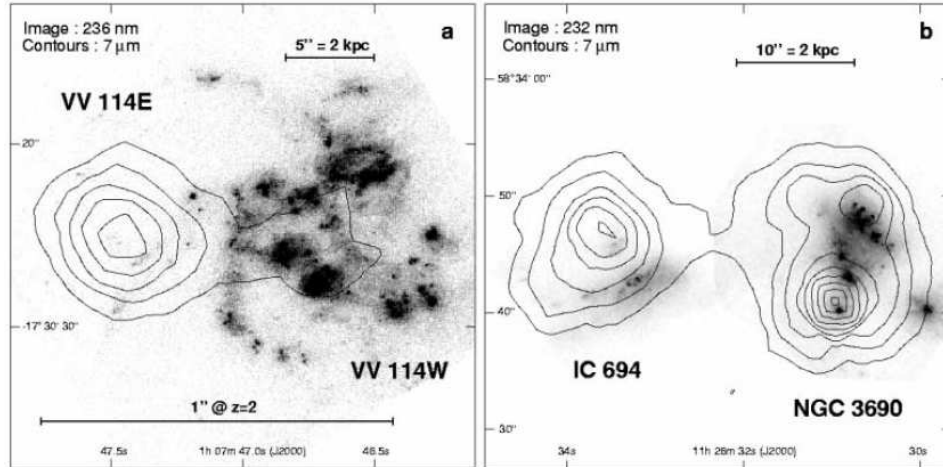 Image : 236 nm
Contours : 7 μm
a
5'' = 2 kpc
VV 114E
20''
-17° 30' 30''
VV 114W
1'' @ z=2
47.5s
1h 07m 47.0s (J2000)
46.5s
Image : 232 nm
Contours : 7 μm
b
10'' = 2 kpc
58°34' 00''
50''
40''
IC 694
NGC 3690
30''
34s
11h 28m 32s (J2000)
30s